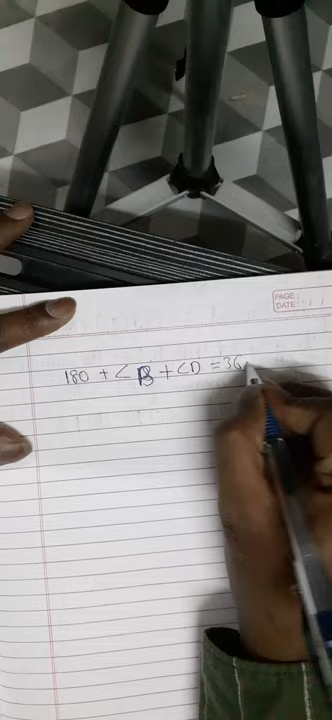 PAGE:
DATE:
180 + ∠B + ∠D = 36